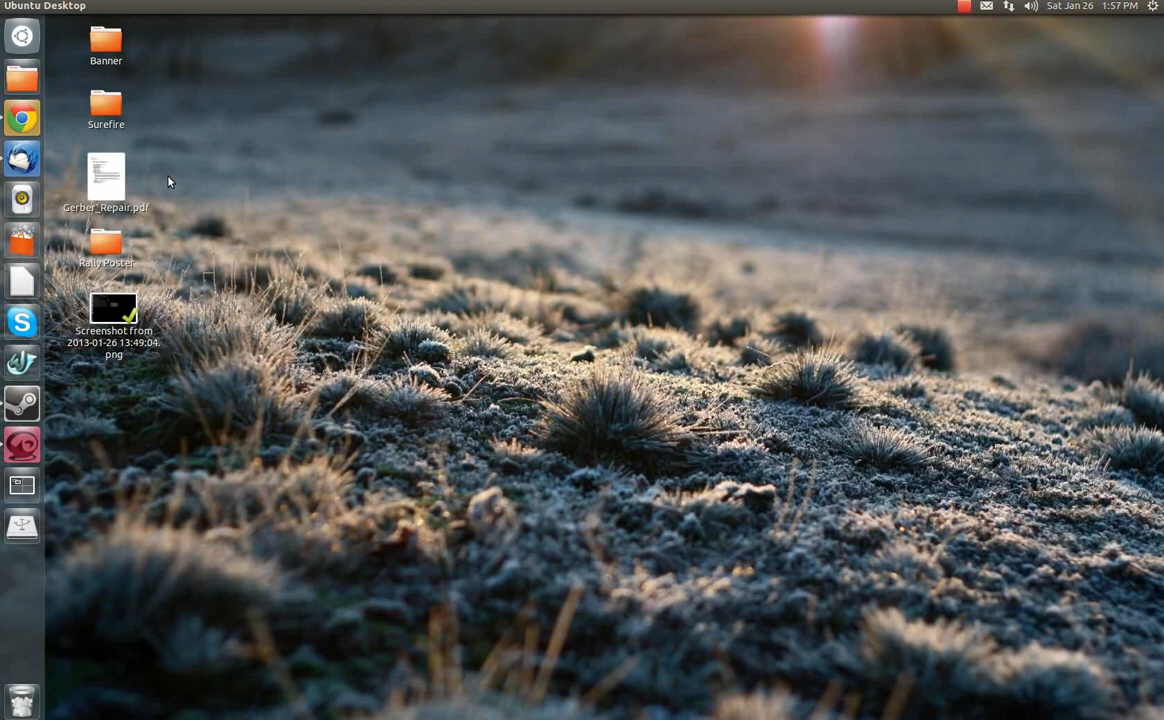 Ubuntu Desktop
Sat Jan 26 1:57 PM
Banner
Surefire
Gerber_Repair.pdf
Rally Poster
Screenshot from
2013-01-26 13:49:04.
png